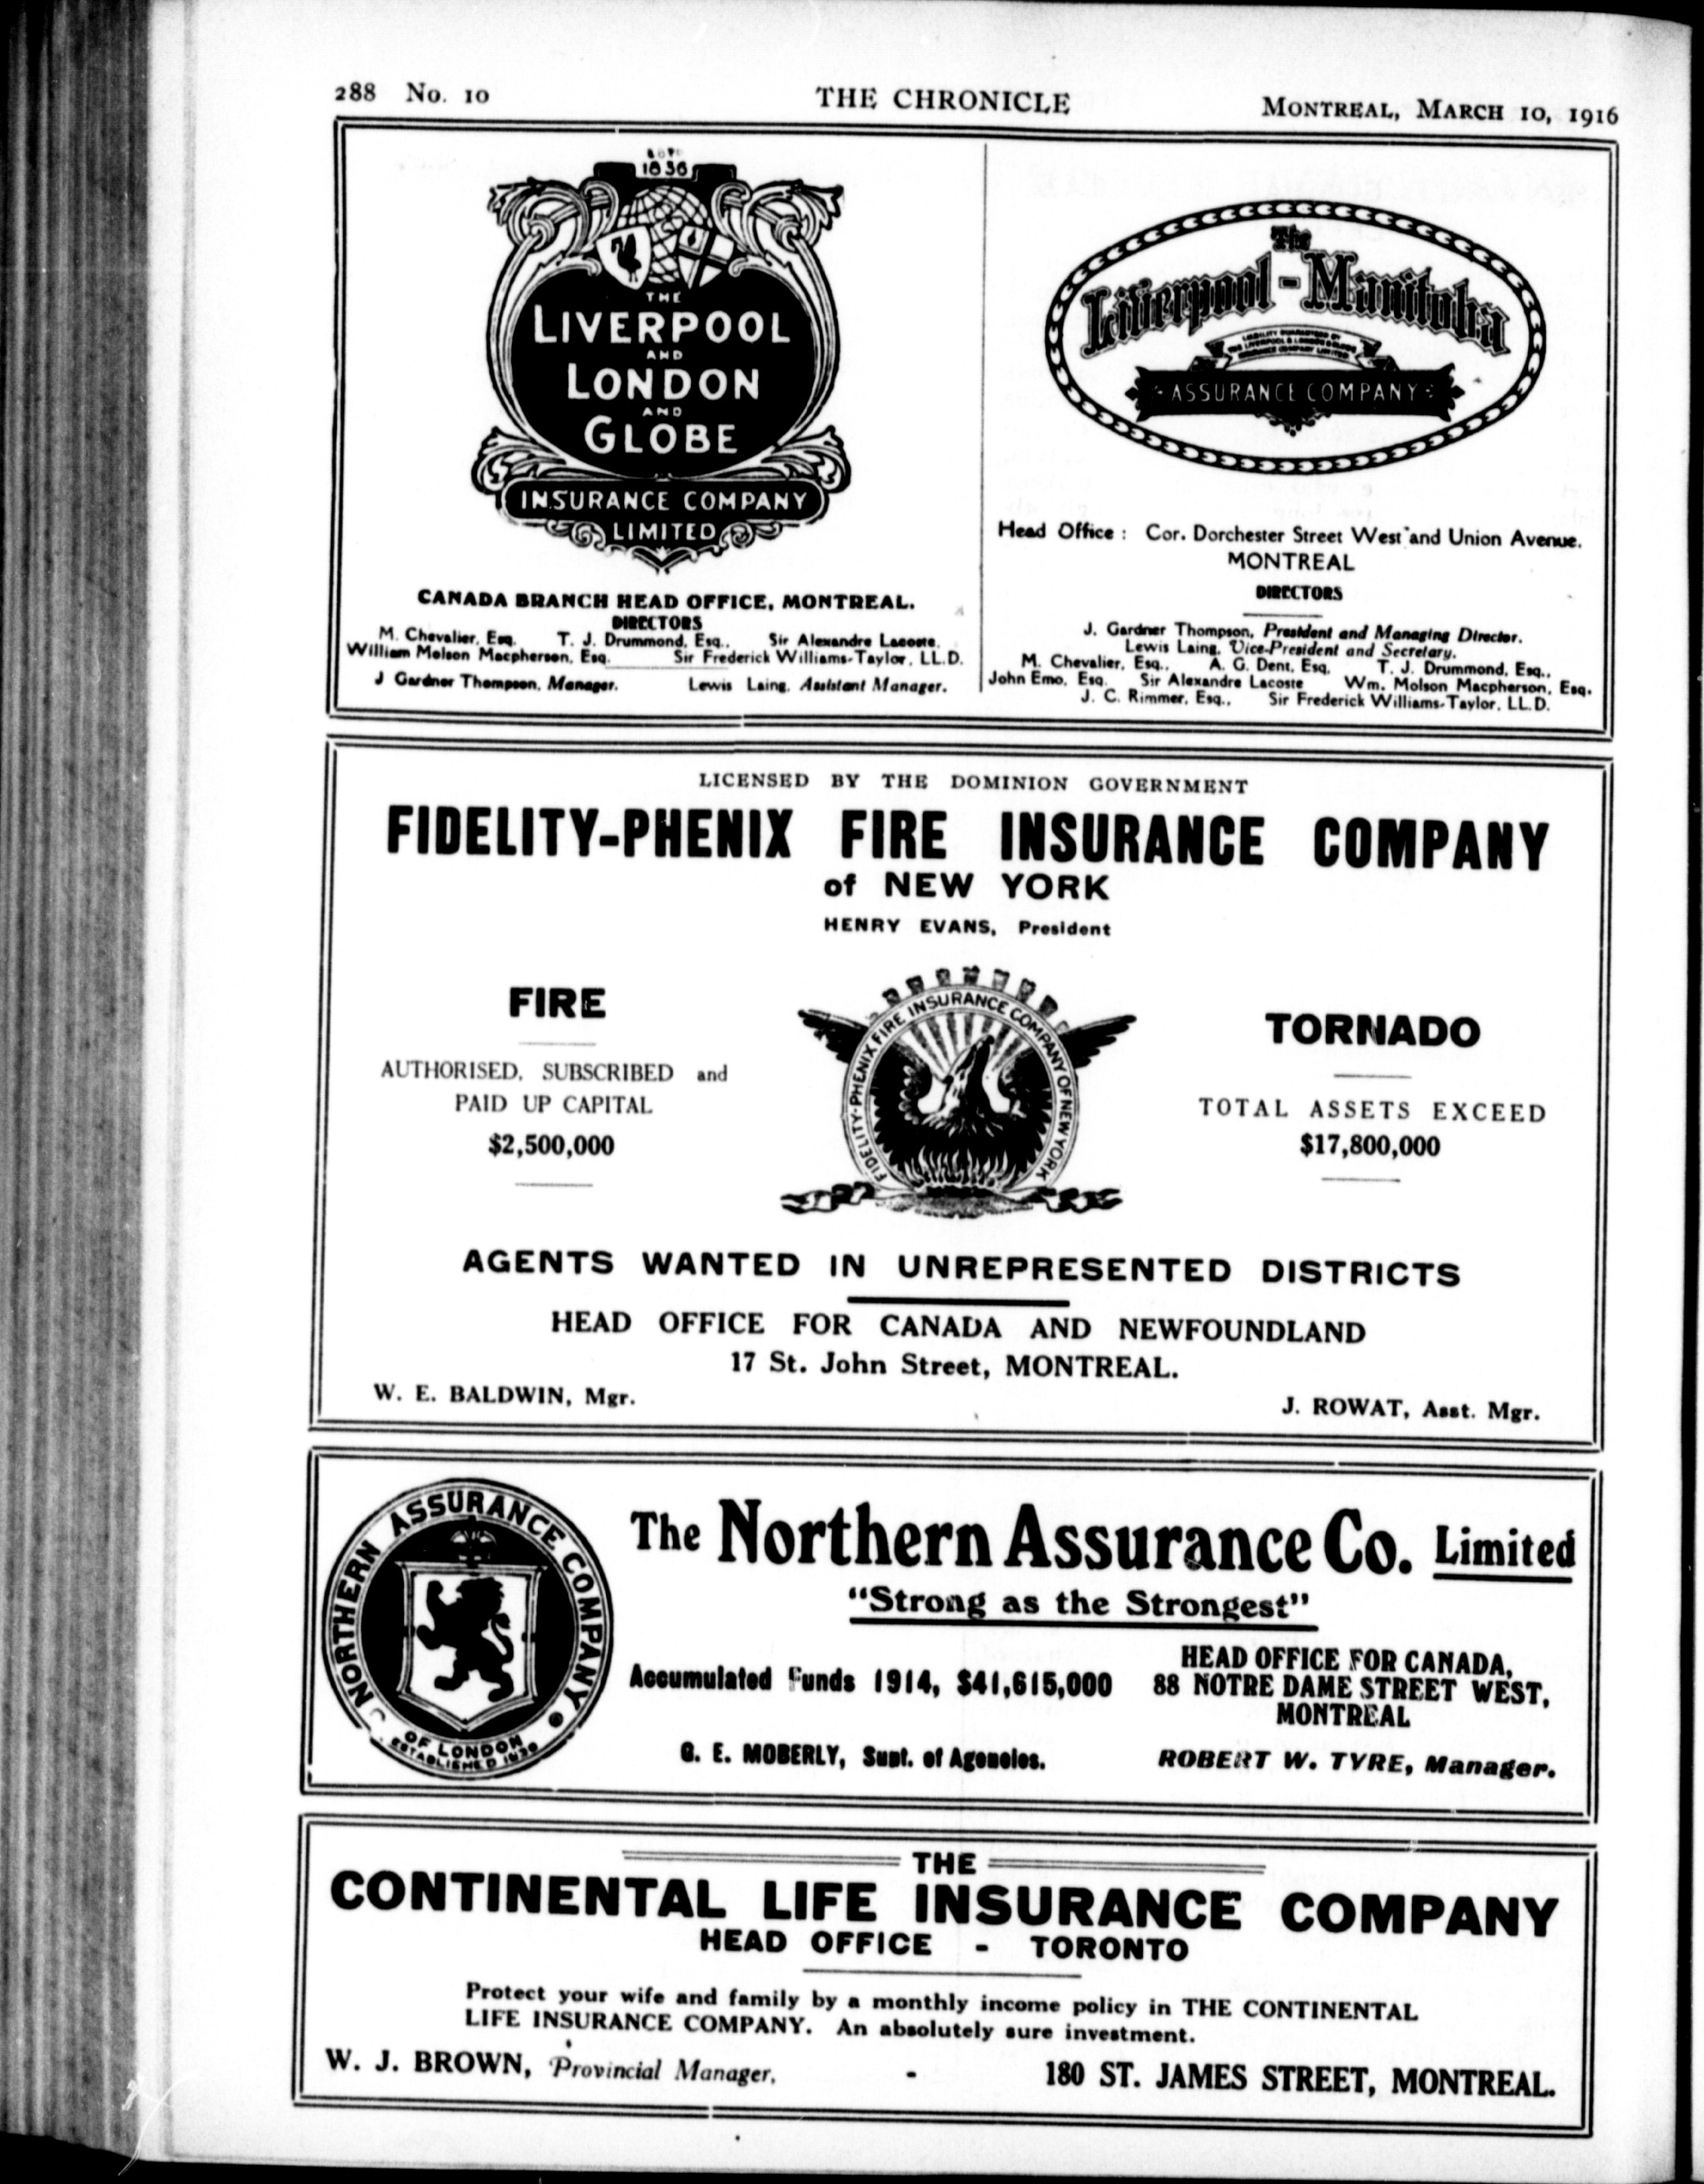 288 No. 10
THE CHRONICLE
MONTREAL, MARCH 10, 1916
1836
THE
LIVERPOOL
AND
LONDON
AND
GLOBE
INSURANCE COMPANY
LIMITED
CANADA BRANCH HEAD OFFICE, MONTREAL.
DIRECTORS
M. Chevalier, Esq. T. J. Drummond, Esq., Sir Alexandre Lacoste.
William Molson Macpherson, Esq. Sir Frederick Williams-Taylor, LL.D.
J Gardner Thompson, Manager. Lewis Laing, Assistant Manager.
The
Liverpool-Manitoba
LIABILITY GUARANTEED BY
THE LIVERPOOL & LONDON & GLOBE
INSURANCE COMPANY LIMITED
ASSURANCE COMPANY
Head Office : Cor. Dorchester Street West and Union Avenue.
MONTREAL
DIRECTORS
J. Gardner Thompson, President and Managing Director.
Lewis Laing, Vice-President and Secretary.
M. Chevalier, Esq., A. G. Dent, Esq. T. J. Drummond, Esq.,
John Emo, Esq. Sir Alexandre Lacoste Wm. Molson Macpherson, Esq.
J. C. Rimmer, Esq., Sir Frederick Williams-Taylor, LL.D.
LICENSED BY THE DOMINION GOVERNMENT
FIDELITY-PHENIX FIRE INSURANCE COMPANY
of NEW YORK
HENRY EVANS, President
FIRE
AUTHORISED, SUBSCRIBED and
PAID UP CAPITAL
$2,500,000
FIDELITY-PHENIX FIRE INSURANCE COMPANY OF NEW YORK
TORNADO
TOTAL ASSETS EXCEED
$17,800,000
AGENTS WANTED IN UNREPRESENTED DISTRICTS
HEAD OFFICE FOR CANADA AND NEWFOUNDLAND
17 St. John Street, MONTREAL.
W. E. BALDWIN, Mgr.
J. ROWAT, Asst. Mgr.
NORTHERN ASSURANCE COMPANY
OF LONDON
ESTABLISHED
The Northern Assurance Co. Limited
"Strong as the Strongest"
Accumulated Funds 1914, $41,615,000
HEAD OFFICE FOR CANADA,
88 NOTRE DAME STREET WEST,
MONTREAL
G. E. MOBERLY, Supt. of Agencies.
ROBERT W. TYRE, Manager.
THE
CONTINENTAL LIFE INSURANCE COMPANY
HEAD OFFICE - TORONTO
Protect your wife and family by a monthly income policy in THE CONTINENTAL
LIFE INSURANCE COMPANY. An absolutely sure investment.
W. J. BROWN, Provincial Manager, - 180 ST. JAMES STREET, MONTREAL.